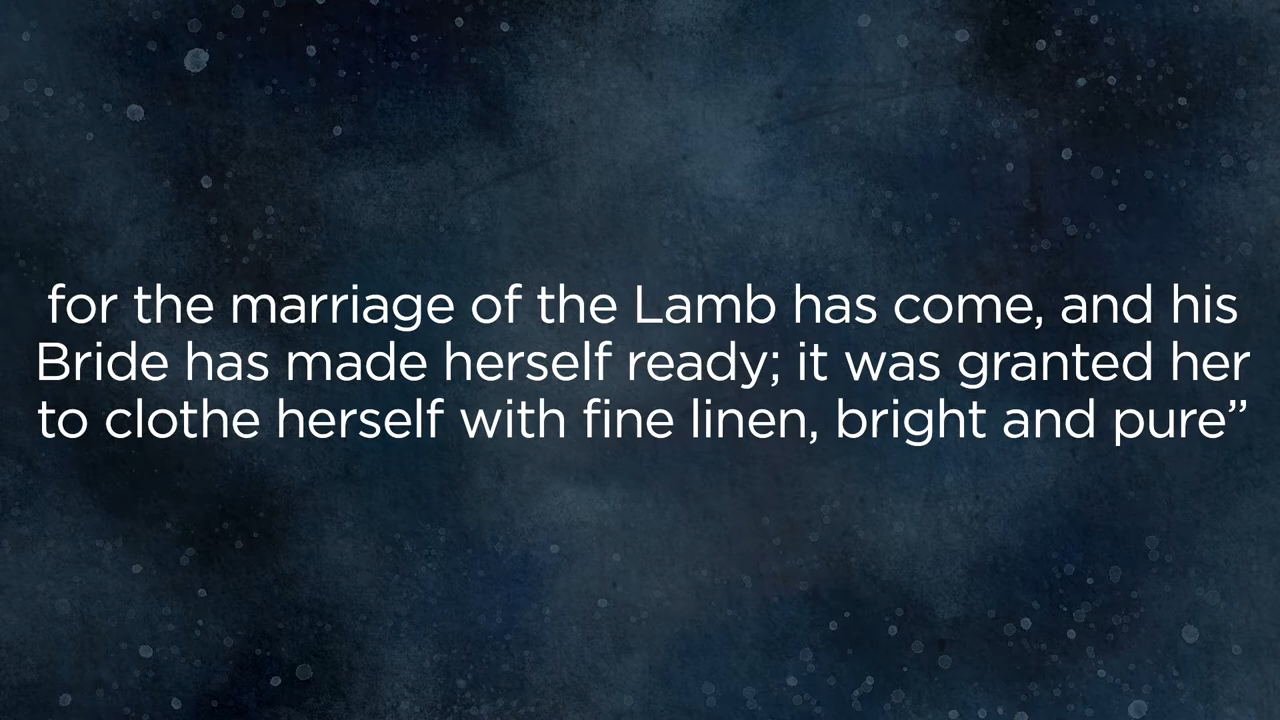 for the marriage of the Lamb has come, and his
Bride has made herself ready; it was granted her
to clothe herself with fine linen, bright and pure”